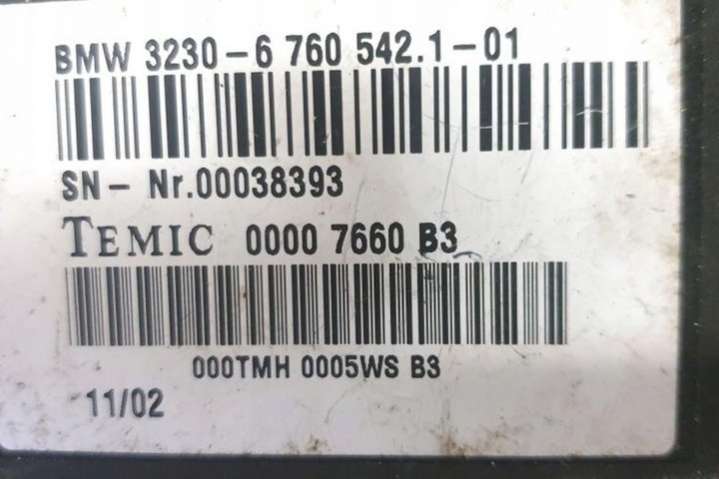 BMW 3230-6 760 542.1-01
SN- Nr.00038393
TEMIC 0000 7660 B3
000TMH 0005WS B3
11/02